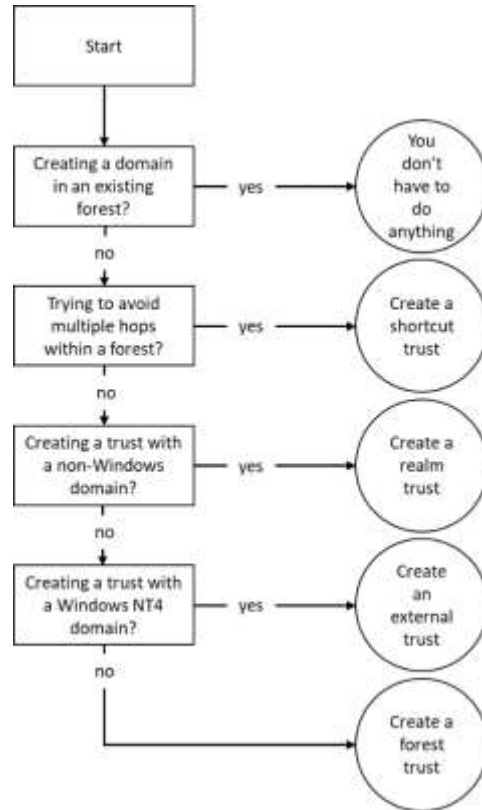 Start
Creating a domain
in an existing
forest?
yes
You
don't
have to
do
anything
no
Trying to avoid
multiple hops
within a forest?
yes
Create a
shortcut
trust
no
Creating a trust with
a non-Windows
domain?
yes
Create a
realm
trust
no
Creating a trust with
a Windows NT4
domain?
yes
Create
an
external
trust
no
Create a
forest
trust